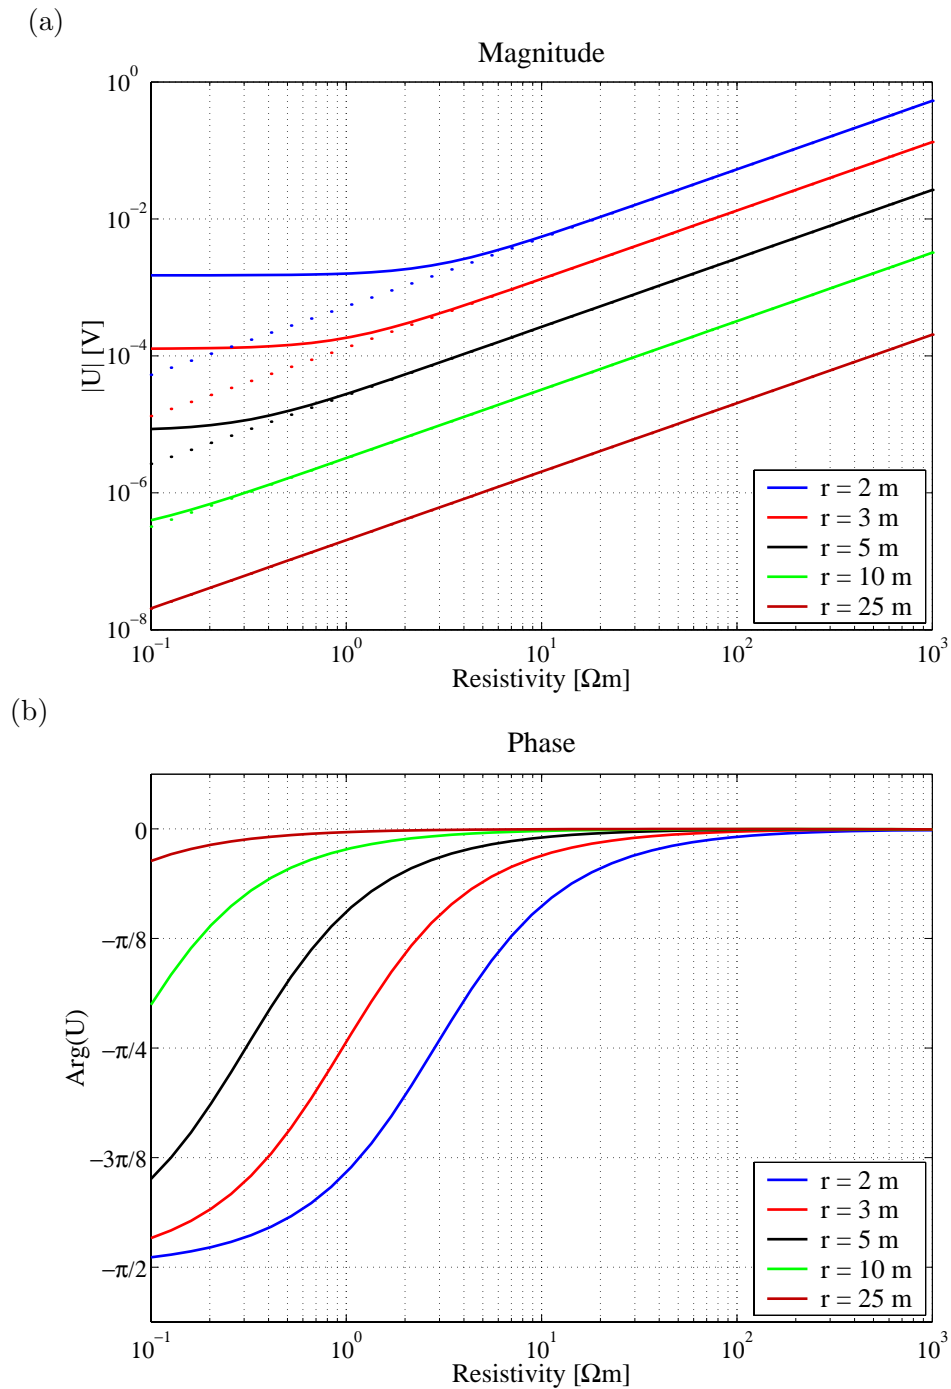 (a)
Magnitude
10^0
10^−2
10^−4
10^−6
10^−8
|U| [V]
r = 2 m
r = 3 m
r = 5 m
r = 10 m
r = 25 m
10^−1 10^0 10^1 10^2 10^3
Resistivity [Ωm]
(b)
Phase
0
−π/8
−π/4
−3π/8
−π/2
Arg(U)
r = 2 m
r = 3 m
r = 5 m
r = 10 m
r = 25 m
10^−1 10^0 10^1 10^2 10^3
Resistivity [Ωm]